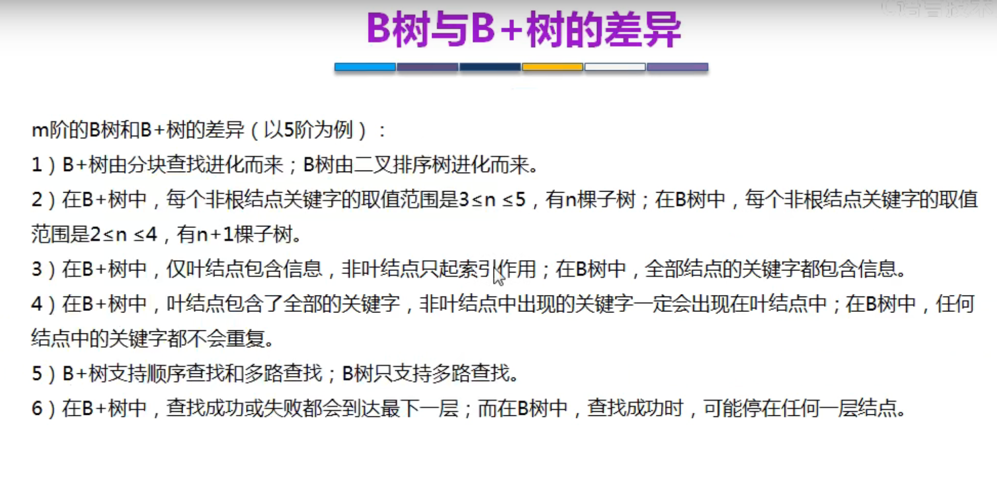 B树与B+树的差异
m阶的B树和B+树的差异（以5阶为例）：
1）B+树由分块查找进化而来；B树由二叉排序树进化而来。
2）在B+树中，每个非根结点关键字的取值范围是3≤n ≤5，有n棵子树；在B树中，每个非根结点关键字的取值
范围是2≤n ≤4，有n+1棵子树。
3）在B+树中，仅叶结点包含信息，非叶结点只起索引作用；在B树中，全部结点的关键字都包含信息。
4）在B+树中，叶结点包含了全部的关键字，非叶结点中出现的关键字一定会出现在叶结点中；在B树中，任何
结点中的关键字都不会重复。
5）B+树支持顺序查找和多路查找；B树只支持多路查找。
6）在B+树中，查找成功或失败都会到达最下一层；而在B树中，查找成功时，可能停在任何一层结点。